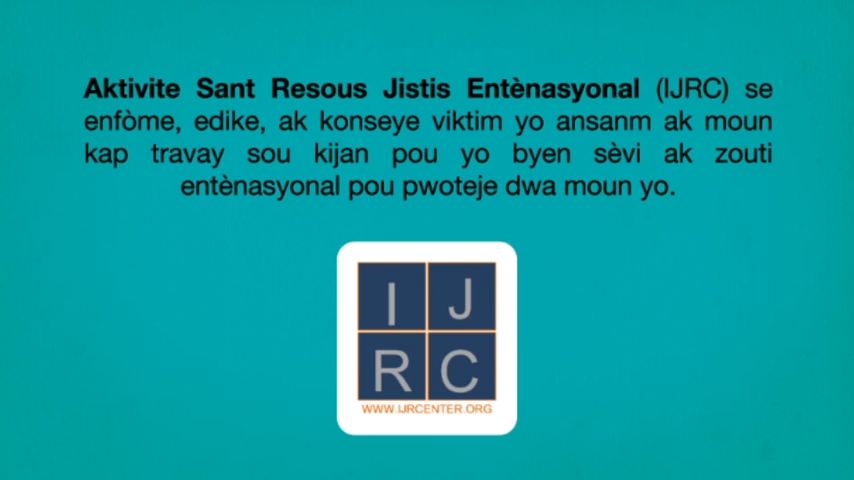 Aktivite Sant Resous Jistis Entènasyonal (IJRC) se
enfòme, edike, ak konseye viktim yo ansanm ak moun
kap travay sou kijan pou yo byen sèvi ak zouti
entènasyonal pou pwoteje dwa moun yo.
I J
R C
WWW.IJRCENTER.ORG